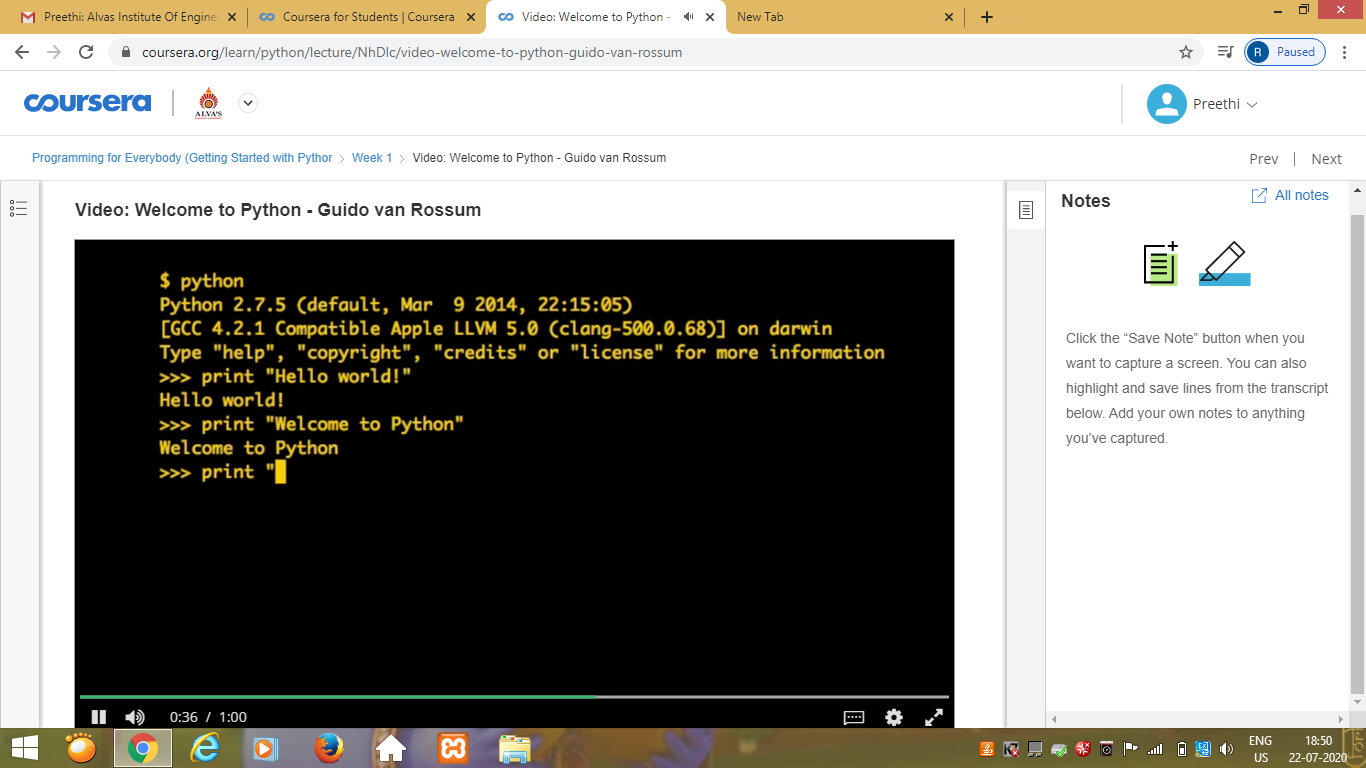 Preethi: Alvas Institute Of Engine
Coursera for Students | Coursera
Video: Welcome to Python -
New Tab
coursera.org/learn/python/lecture/NhDlc/video-welcome-to-python-guido-van-rossum
R
Paused
coursera
ALVA'S
Preethi
Programming for Everybody (Getting Started with Python
Week 1
Video: Welcome to Python - Guido van Rossum
Prev | Next
Video: Welcome to Python - Guido van Rossum
$ python
Python 2.7.5 (default, Mar  9 2014, 22:15:05)
[GCC 4.2.1 Compatible Apple LLVM 5.0 (clang-500.0.68)] on darwin
Type "help", "copyright", "credits" or "license" for more information
>>> print "Hello world!"
Hello world!
>>> print "Welcome to Python"
Welcome to Python
>>> print "
0:36 / 1:00
Notes
All notes
Click the “Save Note” button when you
want to capture a screen. You can also
highlight and save lines from the transcript
below. Add your own notes to anything
you’ve captured.
ENG
US
18:50
22-07-2020